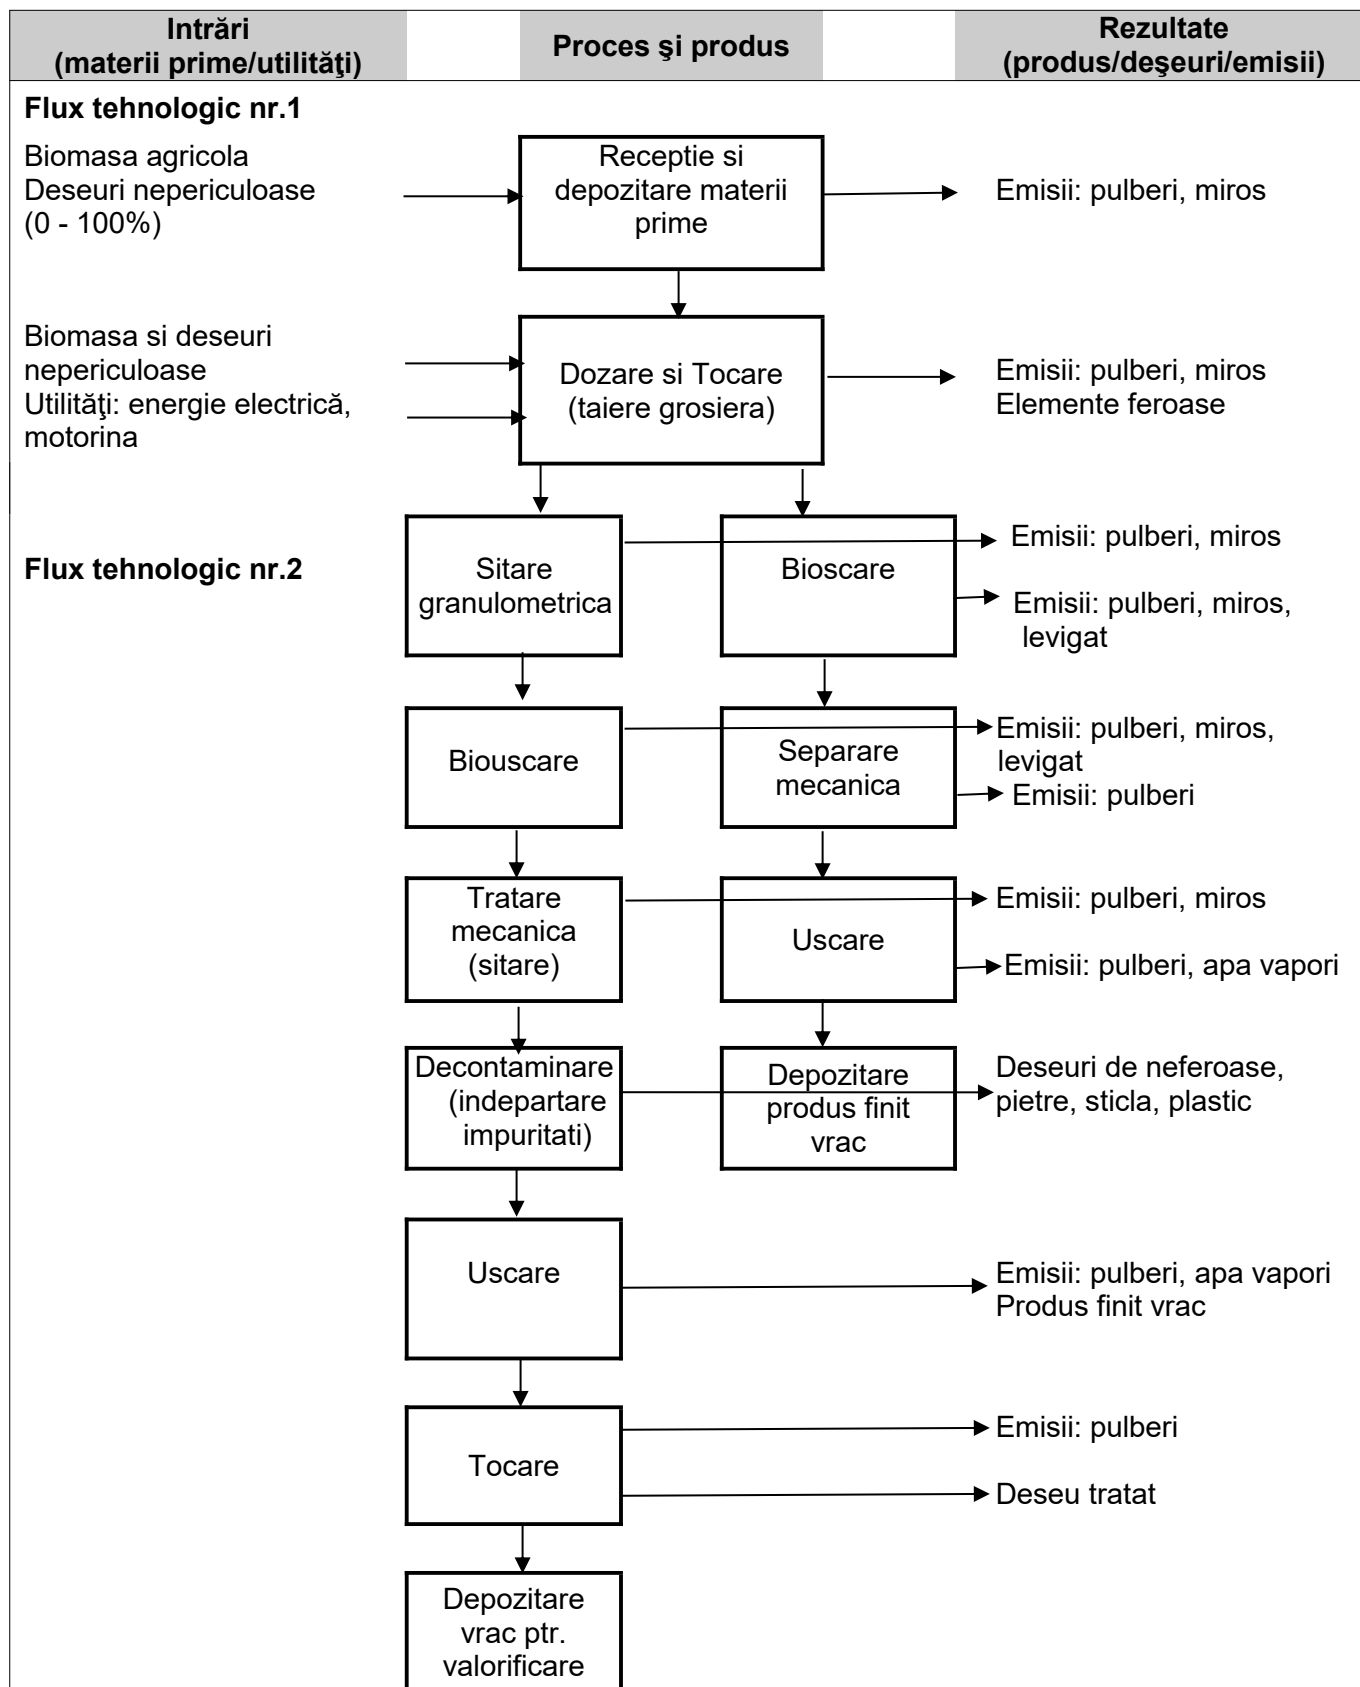 Intrări
(materii prime/utilităţi)
Proces şi produs
Rezultate
(produs/deşeuri/emisii)
Flux tehnologic nr.1
Biomasa agricola
Deseuri nepericuloase
(0 - 100%)
Receptie si
depozitare materii
prime
Emisii: pulberi, miros
Biomasa si deseuri
nepericuloase
Utilităţi: energie electrică,
motorina
Dozare si Tocare
(taiere grosiera)
Emisii: pulberi, miros
Elemente feroase
Flux tehnologic nr.2
Sitare
granulometrica
Bioscare
Emisii: pulberi, miros
Emisii: pulberi, miros,
levigat
Biouscare
Separare
mecanica
Emisii: pulberi, miros,
levigat
Emisii: pulberi
Tratare
mecanica
(sitare)
Uscare
Emisii: pulberi, miros
Emisii: pulberi, apa vapori
Decontaminare
(indepartare
impuritati)
Depozitare
produs finit
vrac
Deseuri de neferoase,
pietre, sticla, plastic
Uscare
Emisii: pulberi, apa vapori
Produs finit vrac
Tocare
Emisii: pulberi
Deseu tratat
Depozitare
vrac ptr.
valorificare